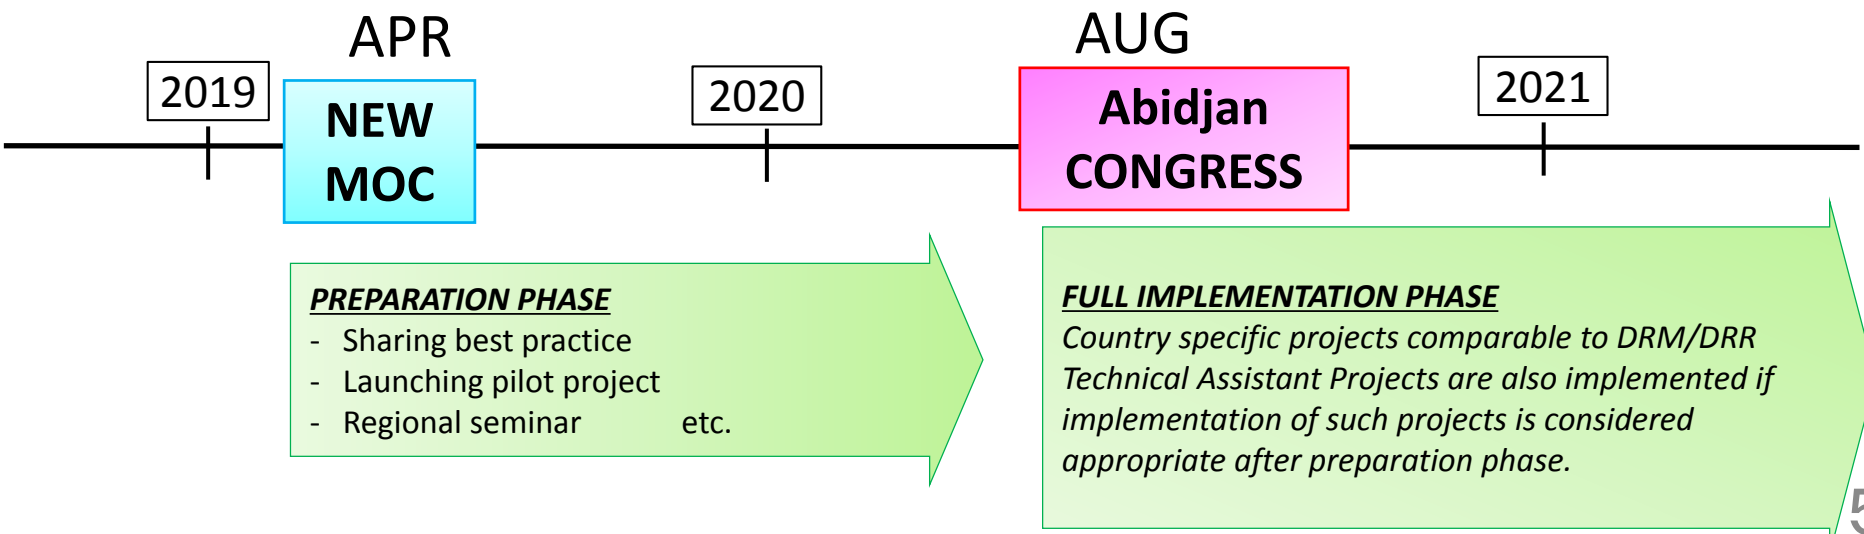 APR
AUG
2019
NEW
MOC
2020
Abidjan
CONGRESS
2021
PREPARATION PHASE
- Sharing best practice
- Launching pilot project
- Regional seminar etc.
FULL IMPLEMENTATION PHASE
Country specific projects comparable to DRM/DRR
Technical Assistant Projects are also implemented if
implementation of such projects is considered
appropriate after preparation phase.
5